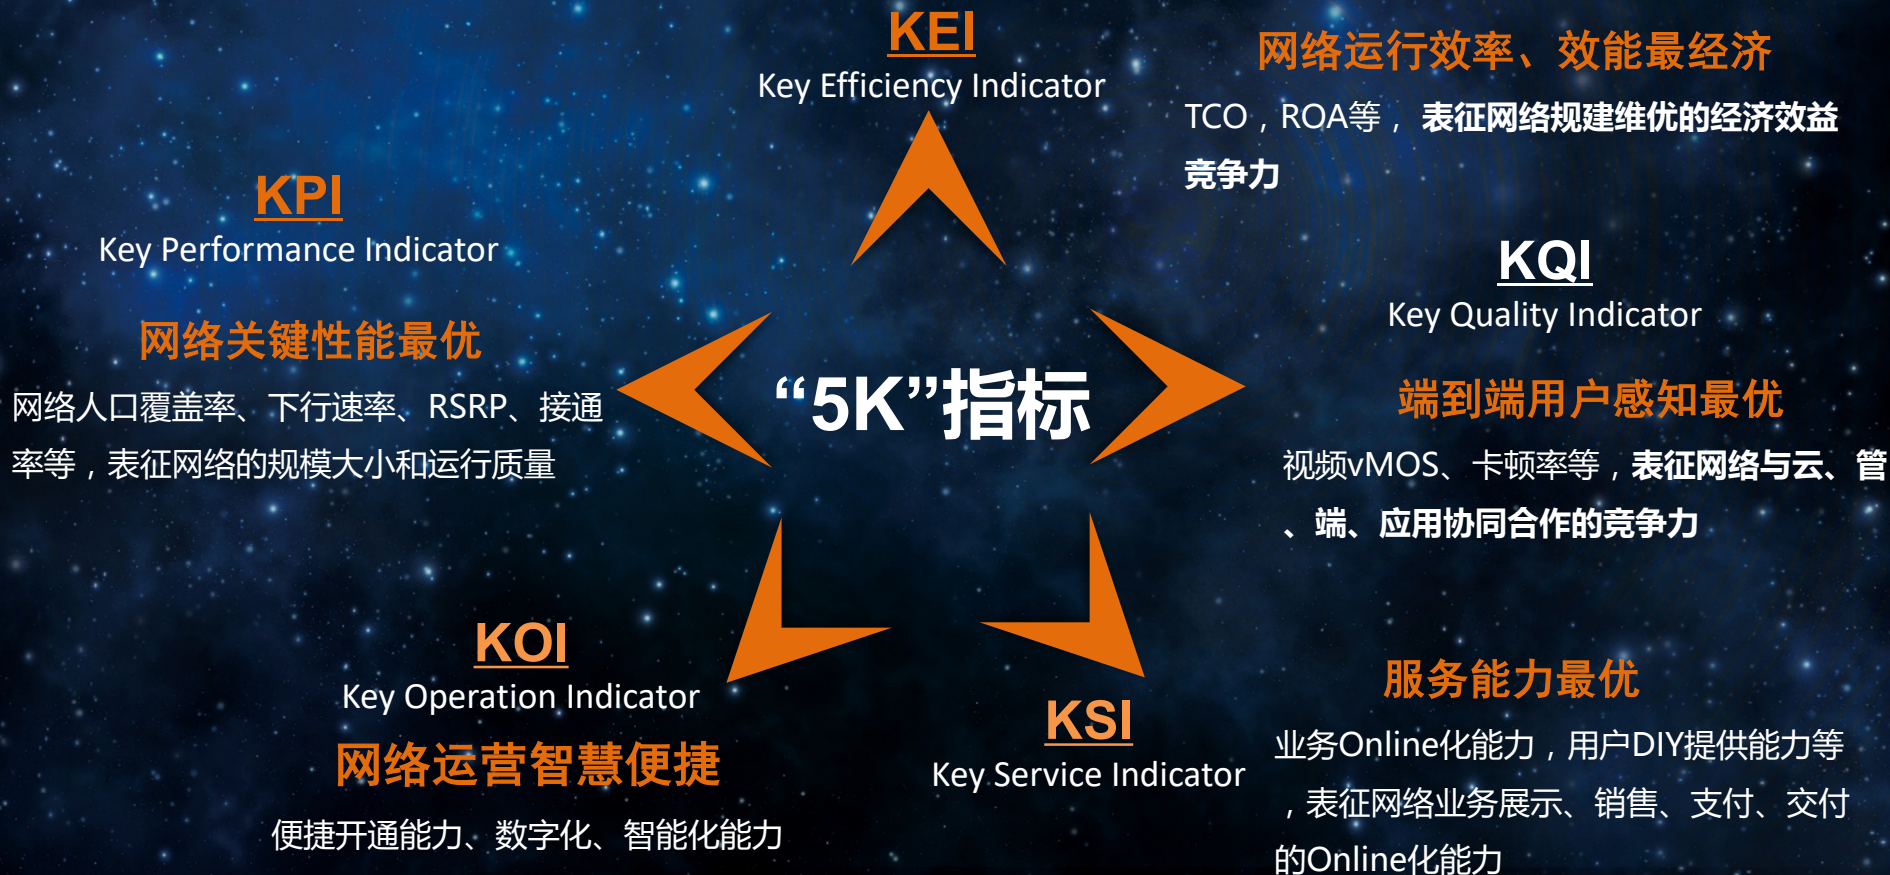 KEI
Key Efficiency Indicator
网络运行效率、效能最经济
TCO，ROA等， 表征网络规建维优的经济效益
竞争力
KPI
Key Performance Indicator
网络关键性能最优
网络人口覆盖率、下行速率、RSRP、接通
率等，表征网络的规模大小和运行质量
“5K”指标
KQI
Key Quality Indicator
端到端用户感知最优
视频vMOS、卡顿率等，表征网络与云、管
、端、应用协同合作的竞争力
KOI
Key Operation Indicator
网络运营智慧便捷
便捷开通能力、数字化、智能化能力
KSI
Key Service Indicator
服务能力最优
业务Online化能力，用户DIY提供能力等
，表征网络业务展示、销售、支付、交付
的Online化能力